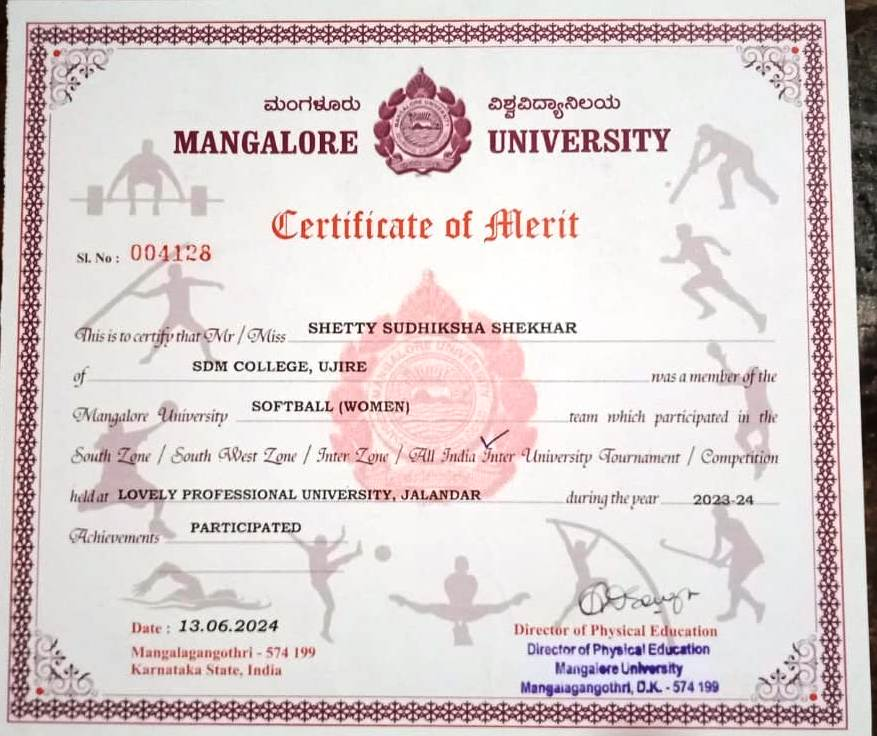 ಮಂಗಳೂರು ವಿಶ್ವವಿದ್ಯಾನಿಲಯ
MANGALORE UNIVERSITY
Certificate of Merit
Sl. No : 004128
This is to certify that Mr / Miss SHETTY SUDHIKSHA SHEKHAR
of SDM COLLEGE, UJIRE was a member of the
Mangalore University SOFTBALL (WOMEN) team which participated in the
South Zone / South West Zone / Inter Zone / All India Inter University Tournament / Competition
held at LOVELY PROFESSIONAL UNIVERSITY, JALANDAR during the year 2023-24
Achievements PARTICIPATED
Date : 13.06.2024
Mangalagangothri - 574 199
Karnataka State, India
Director of Physical Education
Director of Physical Education
Mangalore University
Mangalagangothri, D.K. - 574 199
MANGALORE UNIVERSITY